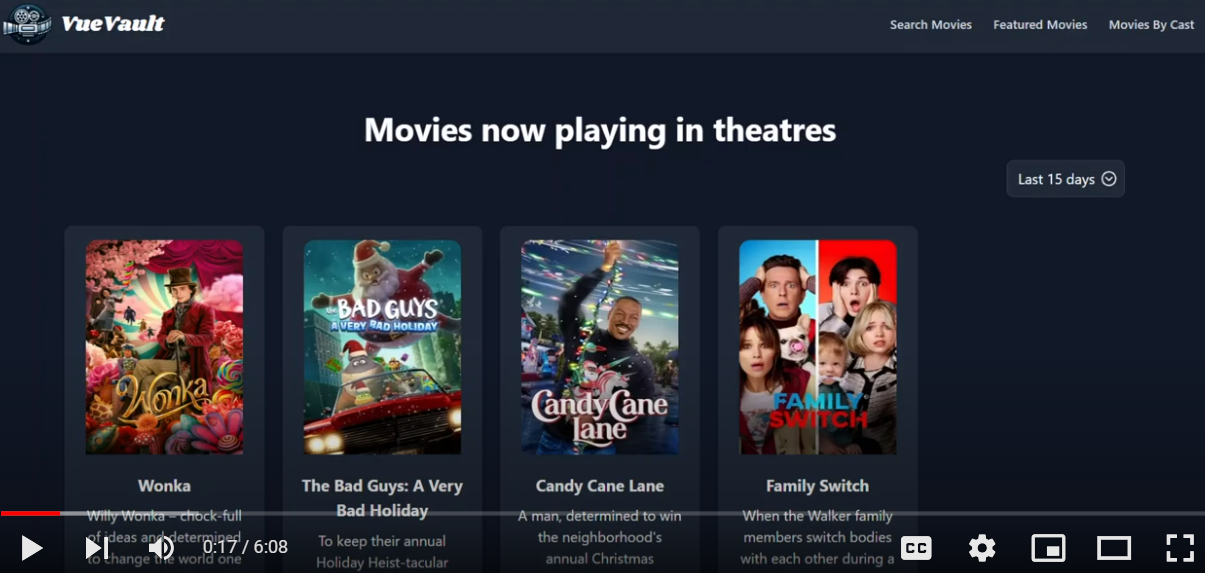 VueVault
Search Movies
Featured Movies
Movies By Cast
Movies now playing in theatres
Last 15 days
Wonka
the BAD GUYS
A VERY BAD HOLIDAY
CandyCane
Lane
FAMILY
SWITCH
Wonka
Willy Wonka – chock-full
of ideas and determined
to change the world one
The Bad Guys: A Very
Bad Holiday
To keep their annual
Holiday Heist-tacular
Candy Cane Lane
A man, determined to win
the neighborhood's
annual Christmas
Family Switch
When the Walker family
members switch bodies
with each other during a
0:17 / 6:08
CC